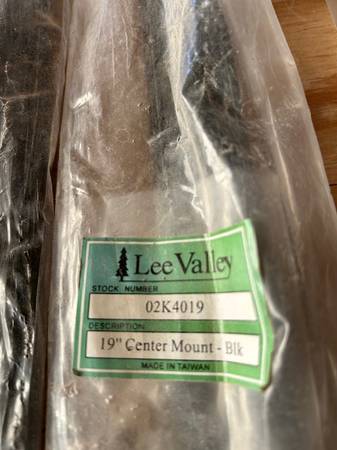 Lee Valley
STOCK NUMBER
02K4019
DESCRIPTION
19" Center Mount - Blk
MADE IN TAIWAN